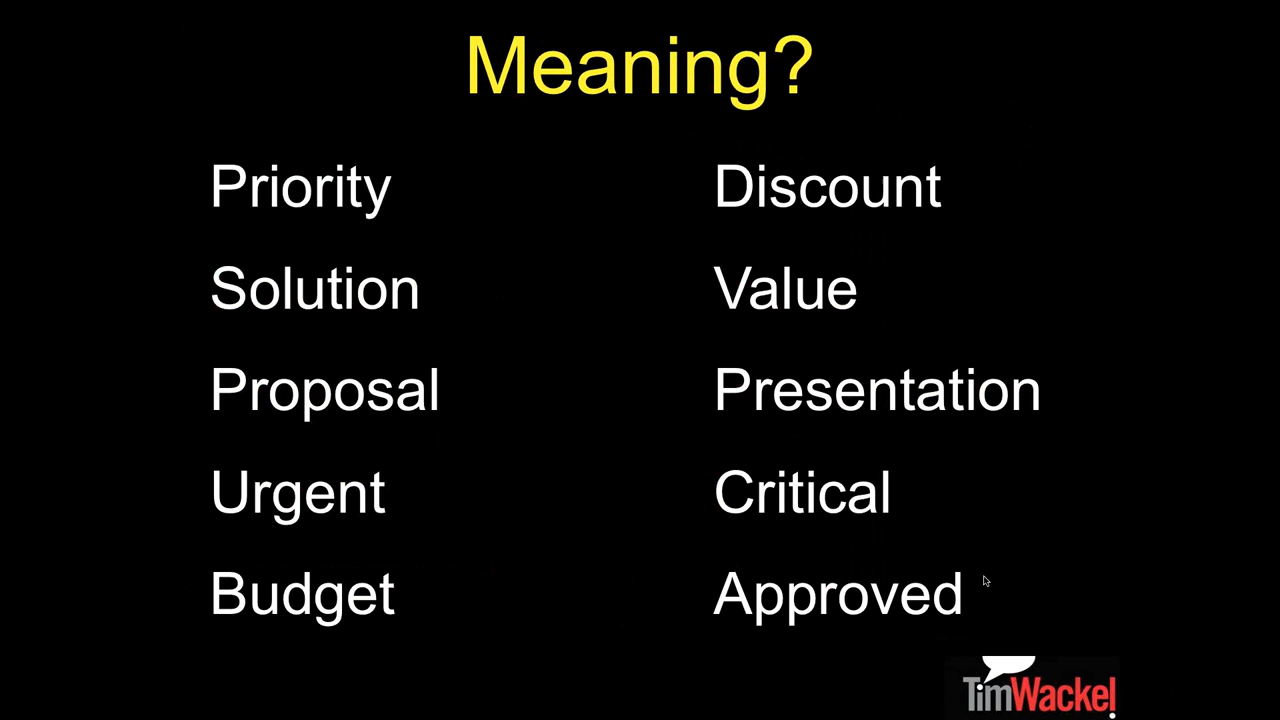 Meaning?
Priority
Discount
Solution
Value
Proposal
Presentation
Urgent
Critical
Budget
Approved
TimWackel